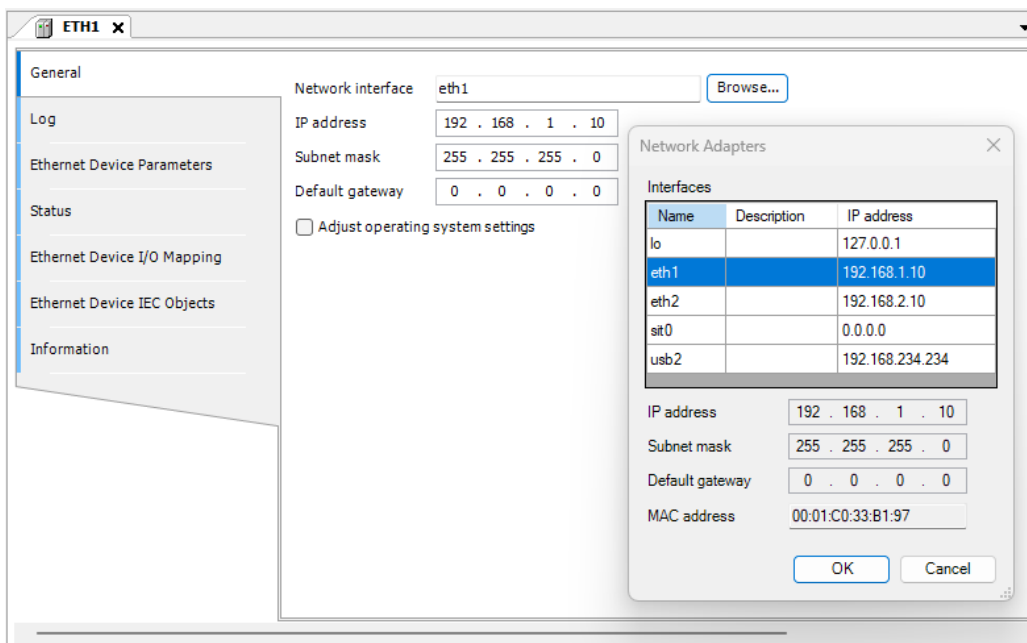 ETH1
General
Log
Ethernet Device Parameters
Status
Ethernet Device I/O Mapping
Ethernet Device IEC Objects
Information
Network interface eth1 Browse...
IP address 192 . 168 . 1 . 10
Subnet mask 255 . 255 . 255 . 0
Default gateway 0 . 0 . 0 . 0
Adjust operating system settings
Network Adapters
Interfaces
Name Description IP address
lo 127.0.0.1
eth1 192.168.1.10
eth2 192.168.2.10
sit0 0.0.0.0
usb2 192.168.234.234
IP address 192 . 168 . 1 . 10
Subnet mask 255 . 255 . 255 . 0
Default gateway 0 . 0 . 0 . 0
MAC address 00:01:C0:33:B1:97
OK Cancel